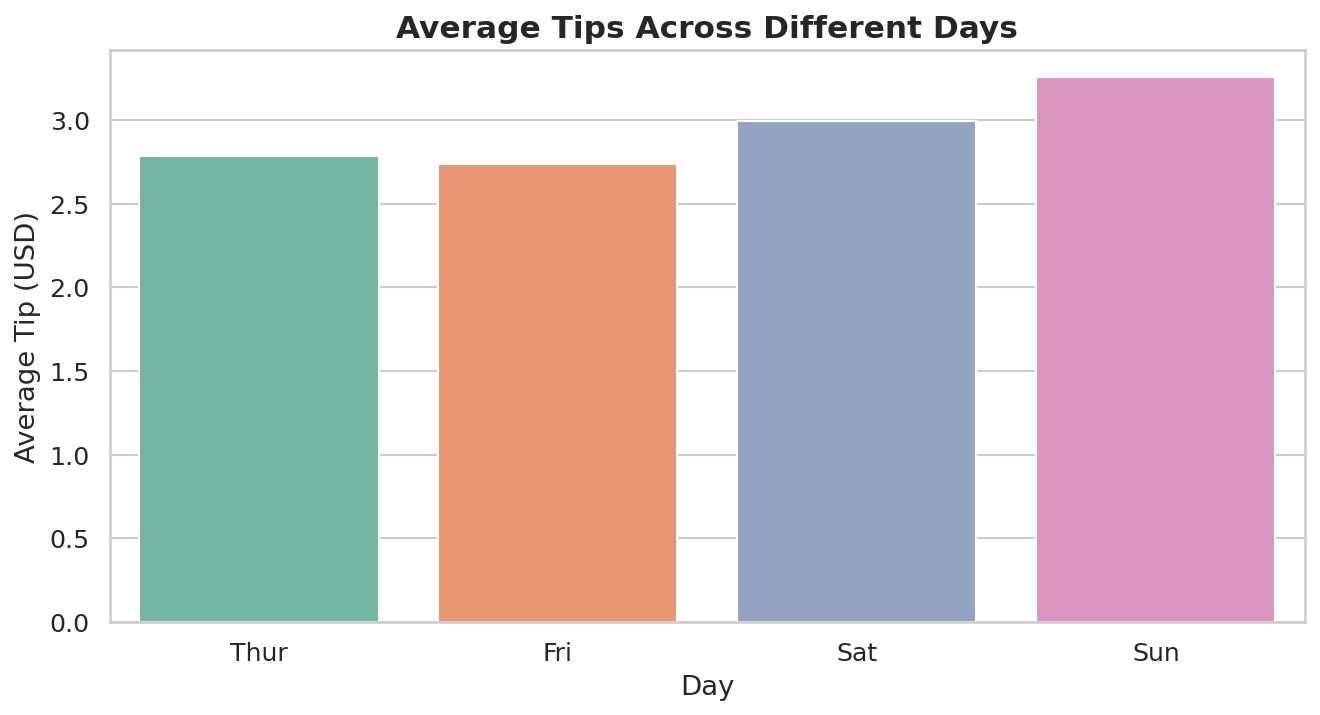 Average Tips Across Different Days
Average Tip (USD)
3.0
2.5
2.0
1.5
1.0
0.5
0.0
Thur
Fri
Sat
Sun
Day